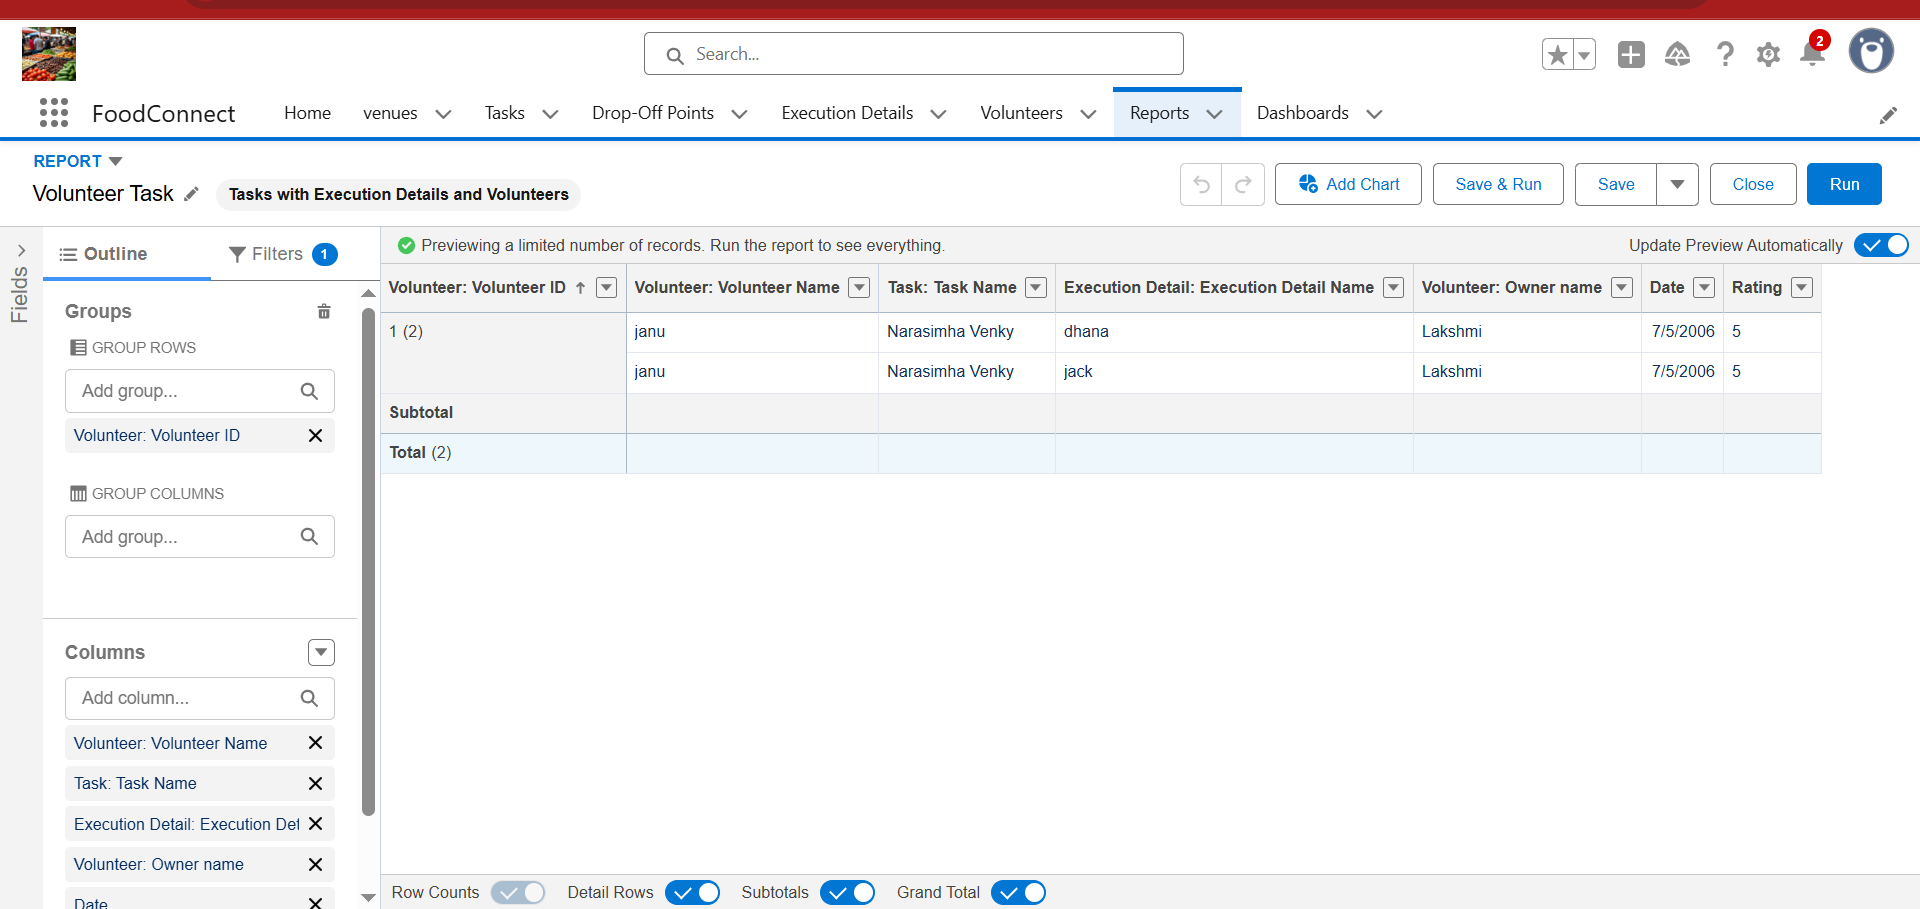 Search...
2
FoodConnect
Home
venues
Tasks
Drop-Off Points
Execution Details
Volunteers
Reports
Dashboards
REPORT
Volunteer Task
Tasks with Execution Details and Volunteers
Add Chart
Save & Run
Save
Close
Run
Fields
Outline
Filters 1
Groups
GROUP ROWS
Add group...
Volunteer: Volunteer ID
GROUP COLUMNS
Add group...
Columns
Add column...
Volunteer: Volunteer Name
Task: Task Name
Execution Detail: Execution Det
Volunteer: Owner name
Date
Previewing a limited number of records. Run the report to see everything.
Update Preview Automatically
Volunteer: Volunteer ID Volunteer: Volunteer Name Task: Task Name Execution Detail: Execution Detail Name Volunteer: Owner name Date Rating
1 (2) janu Narasimha Venky dhana Lakshmi 7/5/2006 5
janu Narasimha Venky jack Lakshmi 7/5/2006 5
Subtotal
Total (2)
Row Counts
Detail Rows
Subtotals
Grand Total